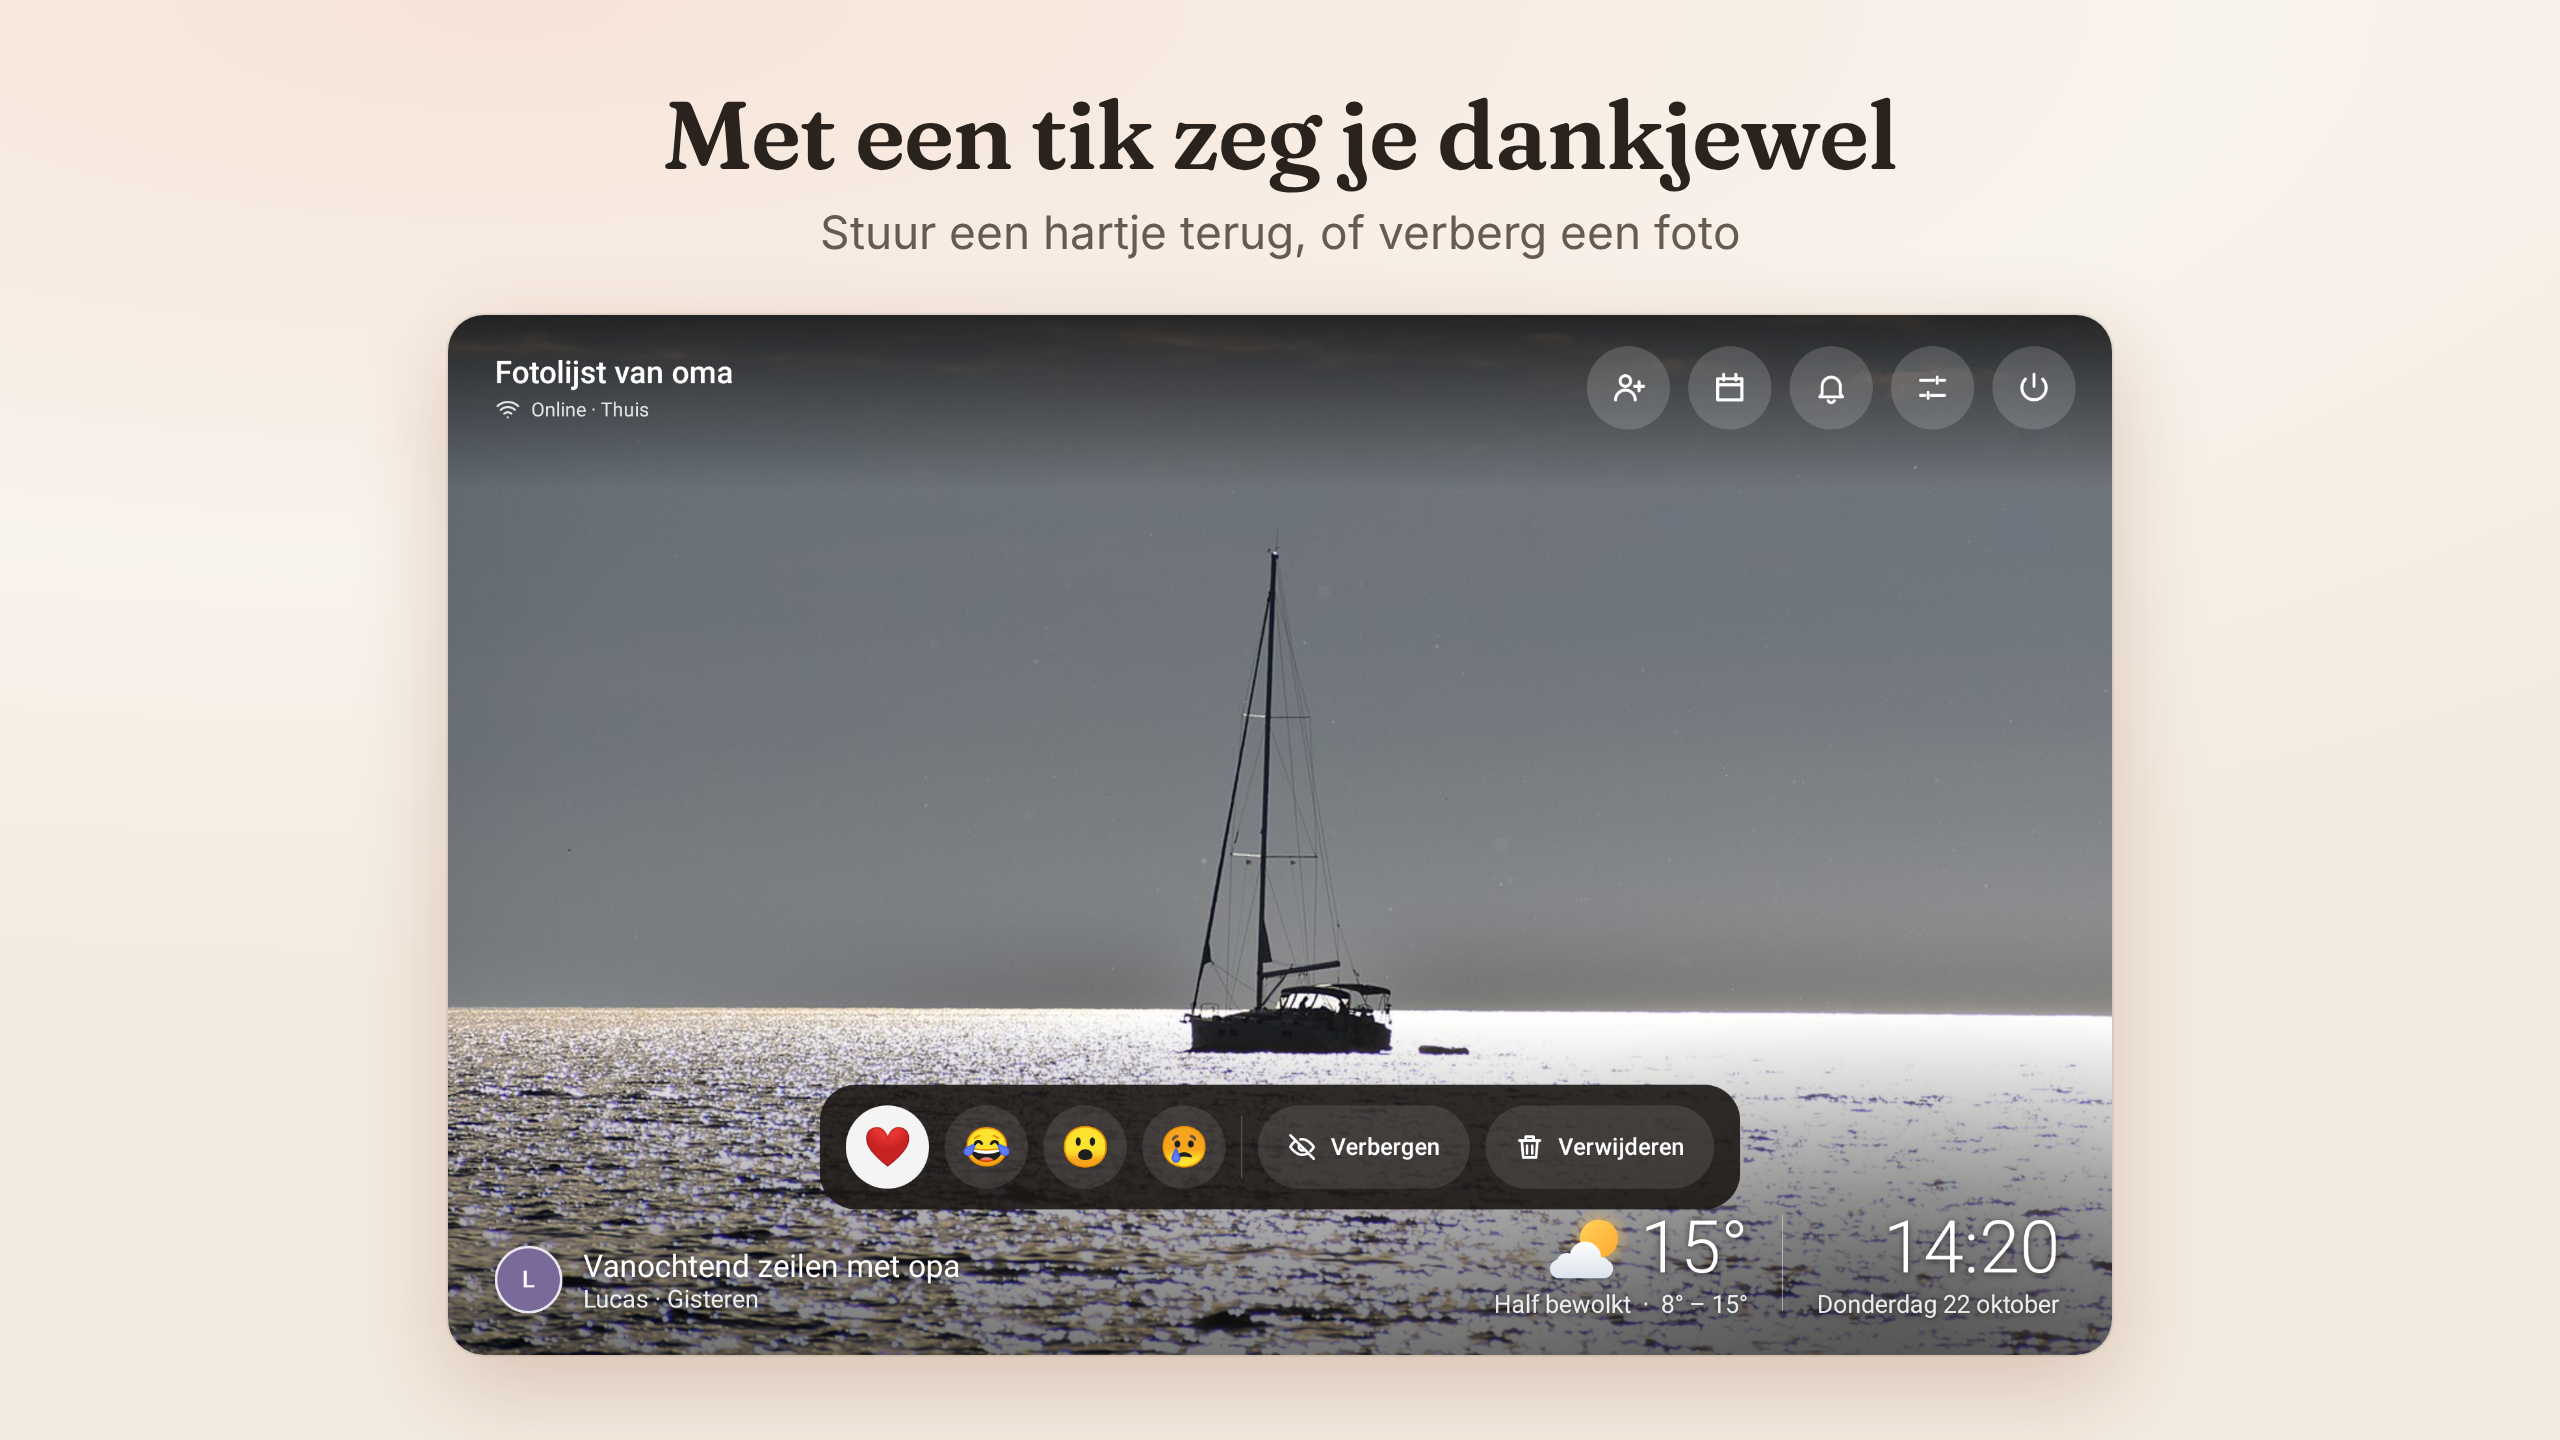 Met een tik zeg je dankjewel
Stuur een hartje terug, of verberg een foto
Fotolijst van oma
Online · Thuis
Verbergen
Verwijderen
L
Vanochtend zeilen met opa
Lucas · Gisteren
15°
Half bewolkt · 8° – 15°
14:20
Donderdag 22 oktober